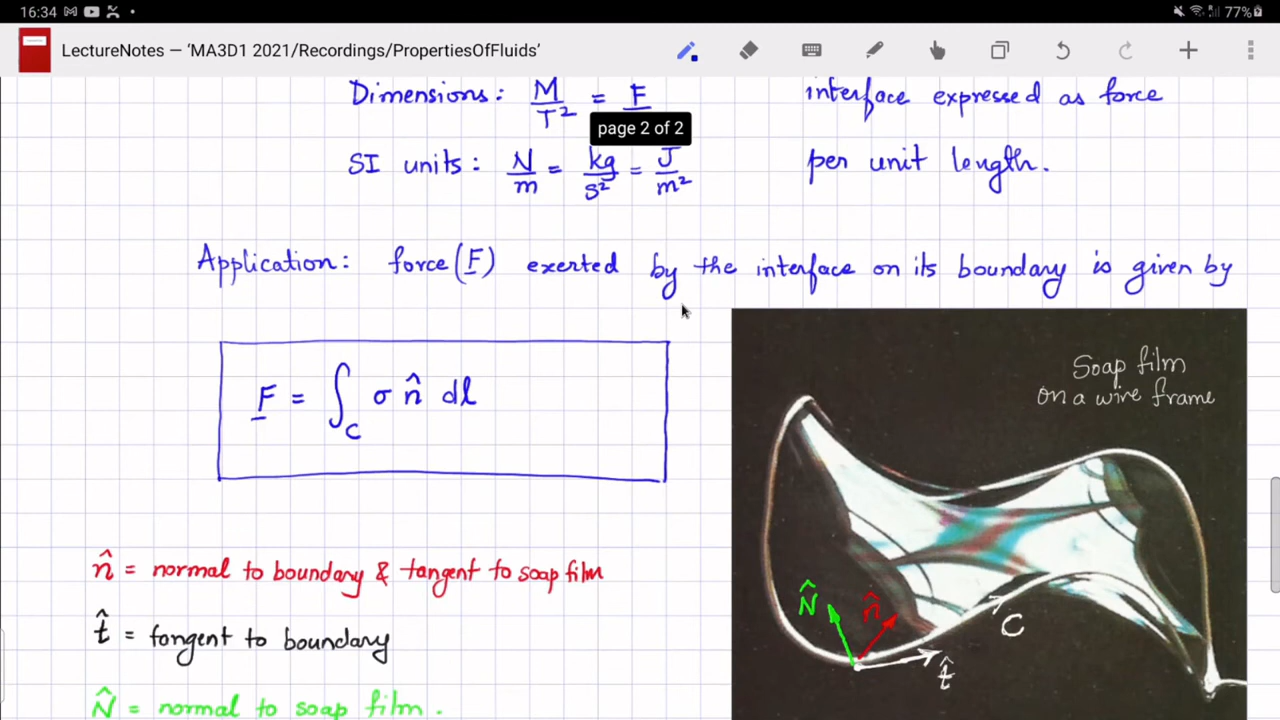 16:34
77%
LectureNotes — ‘MA3D1 2021/Recordings/PropertiesOfFluids’
Dimensions: M/T² = F
interface expressed as force
page 2 of 2
SI units: N/m = kg/s² = J/m²
per unit length.
Application: force (F) exerted by the interface on its boundary is given by
F = ∫_C σ n̂ dl
Soap film
on a wire frame
n̂ = normal to boundary & tangent to soap film
t̂ = tangent to boundary
N̂ = normal to soap film.
N̂
n̂
C
t̂